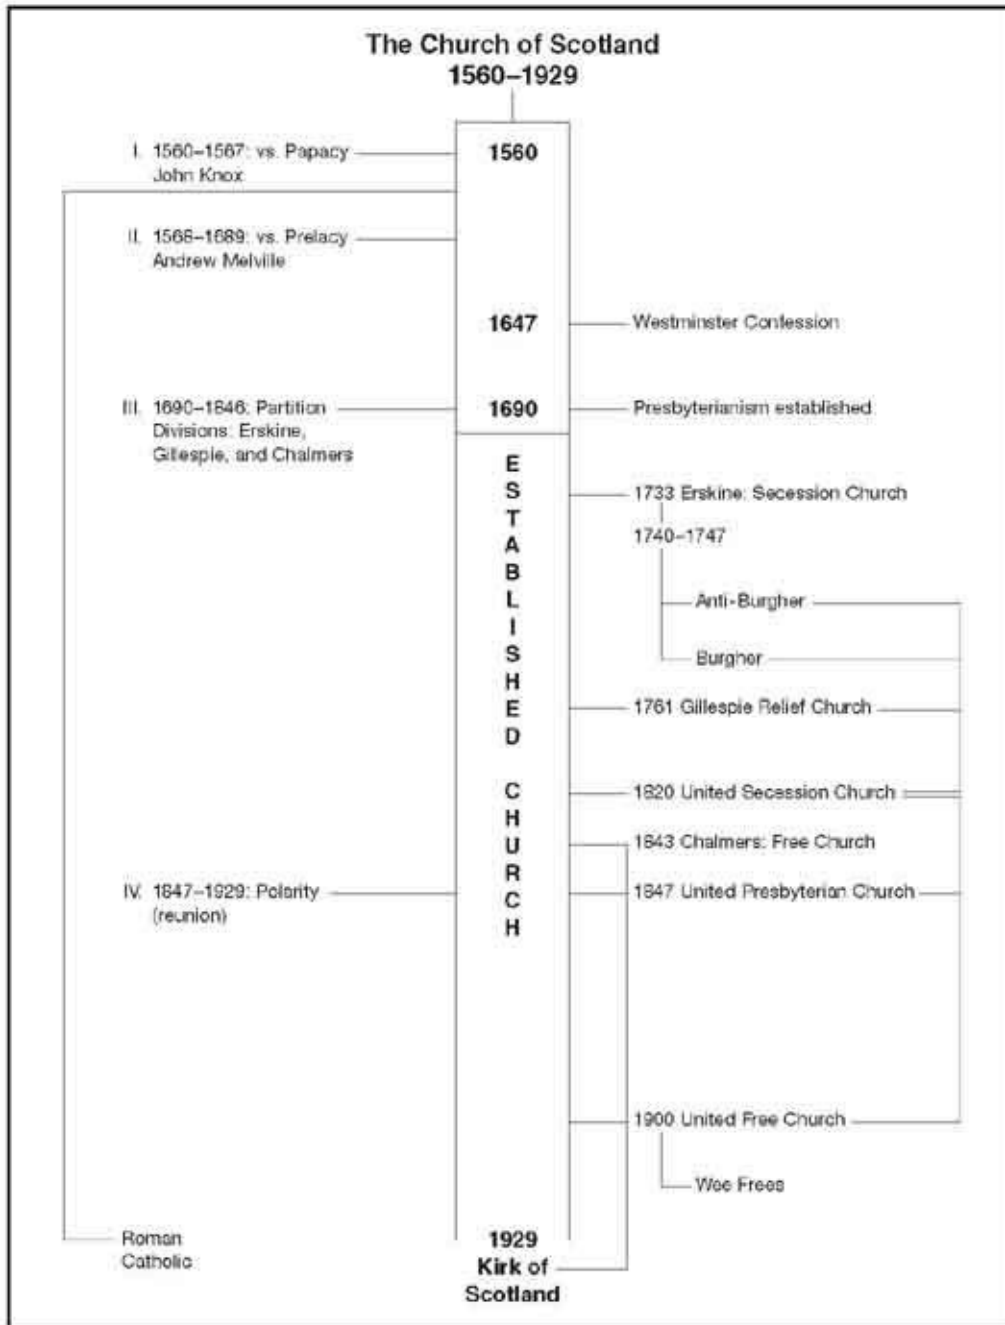 The Church of Scotland
1560–1929
I. 1560–1567: vs. Papacy
John Knox
1560
II. 1568–1689: vs. Prelacy
Andrew Melville
1647
Westminster Confession
III. 1690–1846: Partition
Divisions: Erskine,
Gillespie, and Chalmers
1690
Presbyterianism established
ESTABLISHED
CHURCH
1733 Erskine: Secession Church
1740–1747
Anti-Burgher
Burgher
1761 Gillespie Relief Church
1820 United Secession Church
1843 Chalmers: Free Church
IV. 1847–1929: Polarity
(reunion)
1847 United Presbyterian Church
1900 United Free Church
Wee Frees
Roman
Catholic
1929
Kirk of
Scotland